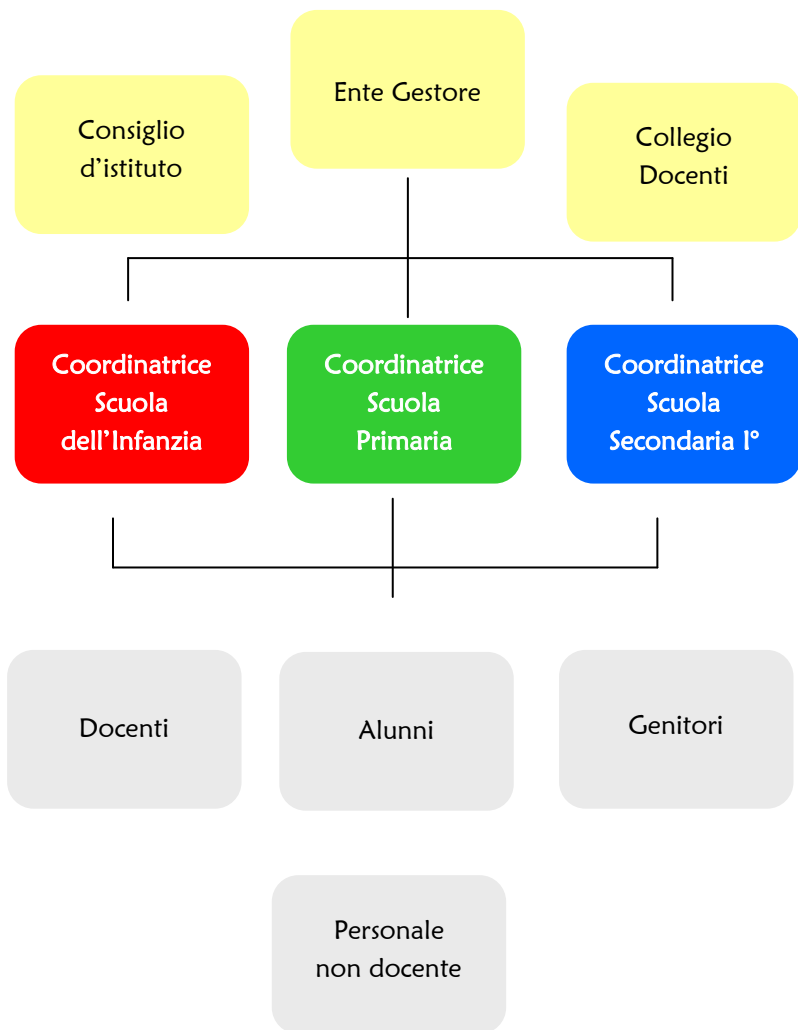 Ente Gestore
Consiglio
d'istituto
Collegio
Docenti
Coordinatrice
Scuola
dell'Infanzia
Coordinatrice
Scuola
Primaria
Coordinatrice
Scuola
Secondaria I°
Docenti
Alunni
Genitori
Personale
non docente